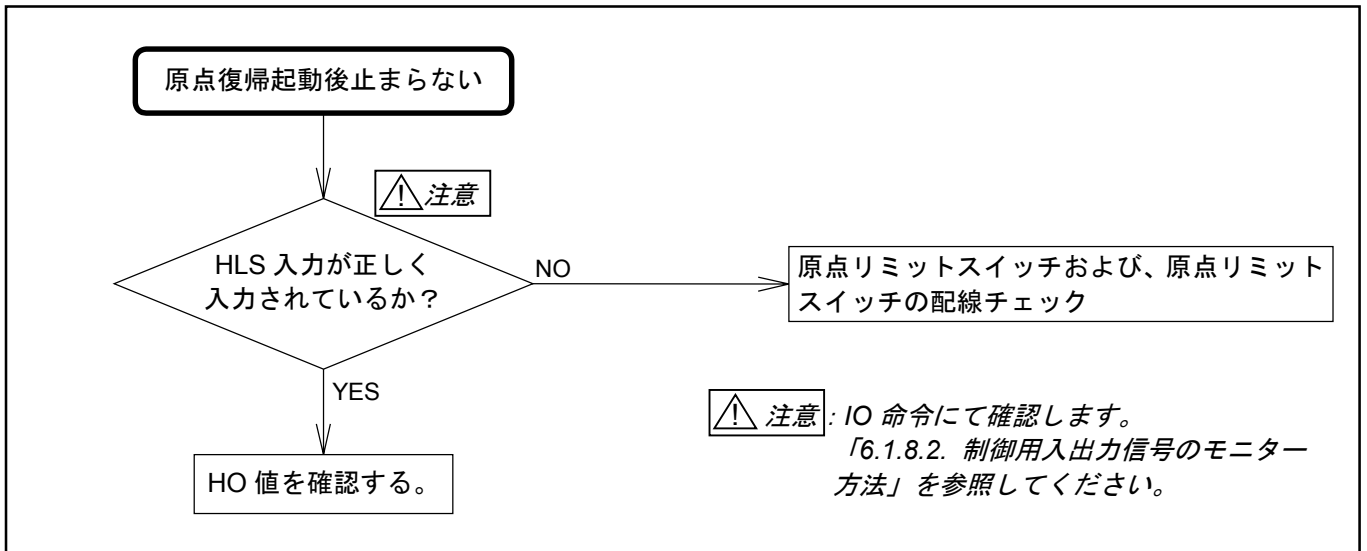 原点復帰起動後止まらない
注意
HLS 入力が正しく
入力されているか？
NO
原点リミットスイッチおよび、原点リミット
スイッチの配線チェック
YES
HO 値を確認する。
注意 : IO 命令にて確認します。
「6.1.8.2. 制御用入出力信号のモニター
方法」を参照してください。